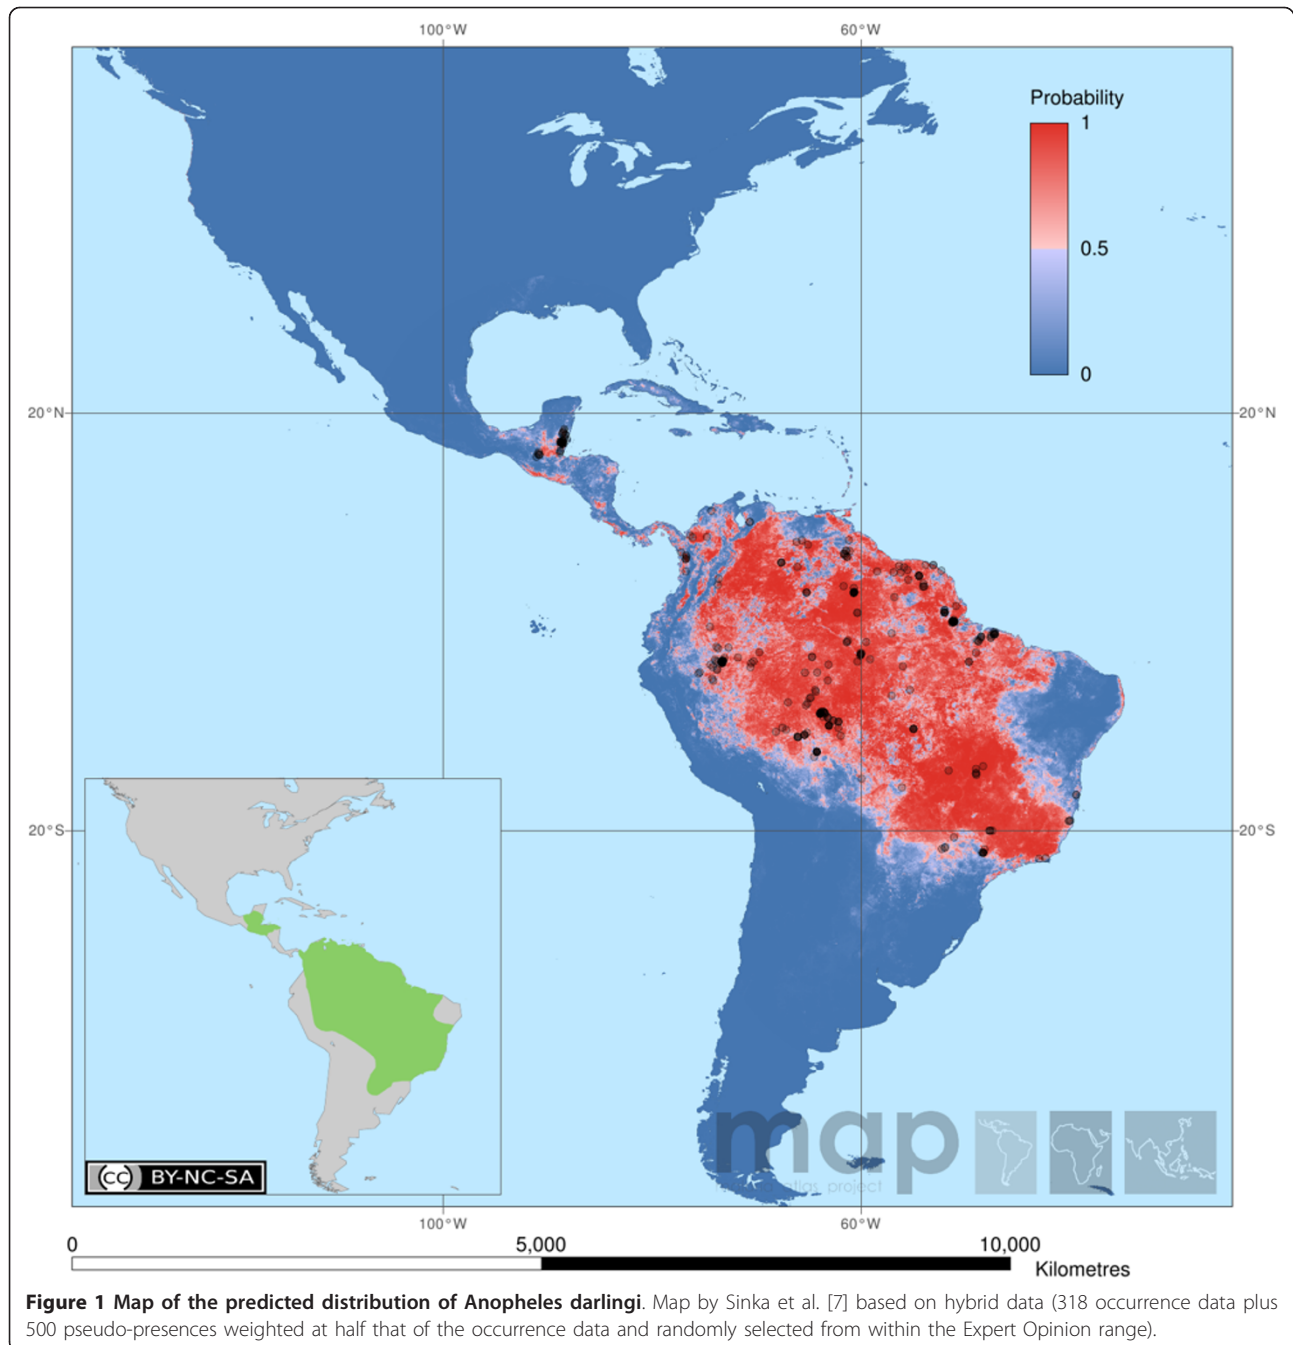 100°W 60°W
Probability
1
0.5
0
20°N 20°N
20°S 20°S
map
atlas project
CC BY-NC-SA
100°W 60°W
0 5,000 10,000
Kilometres
Figure 1 Map of the predicted distribution of Anopheles darlingi. Map by Sinka et al. [7] based on hybrid data (318 occurrence data plus
500 pseudo-presences weighted at half that of the occurrence data and randomly selected from within the Expert Opinion range).